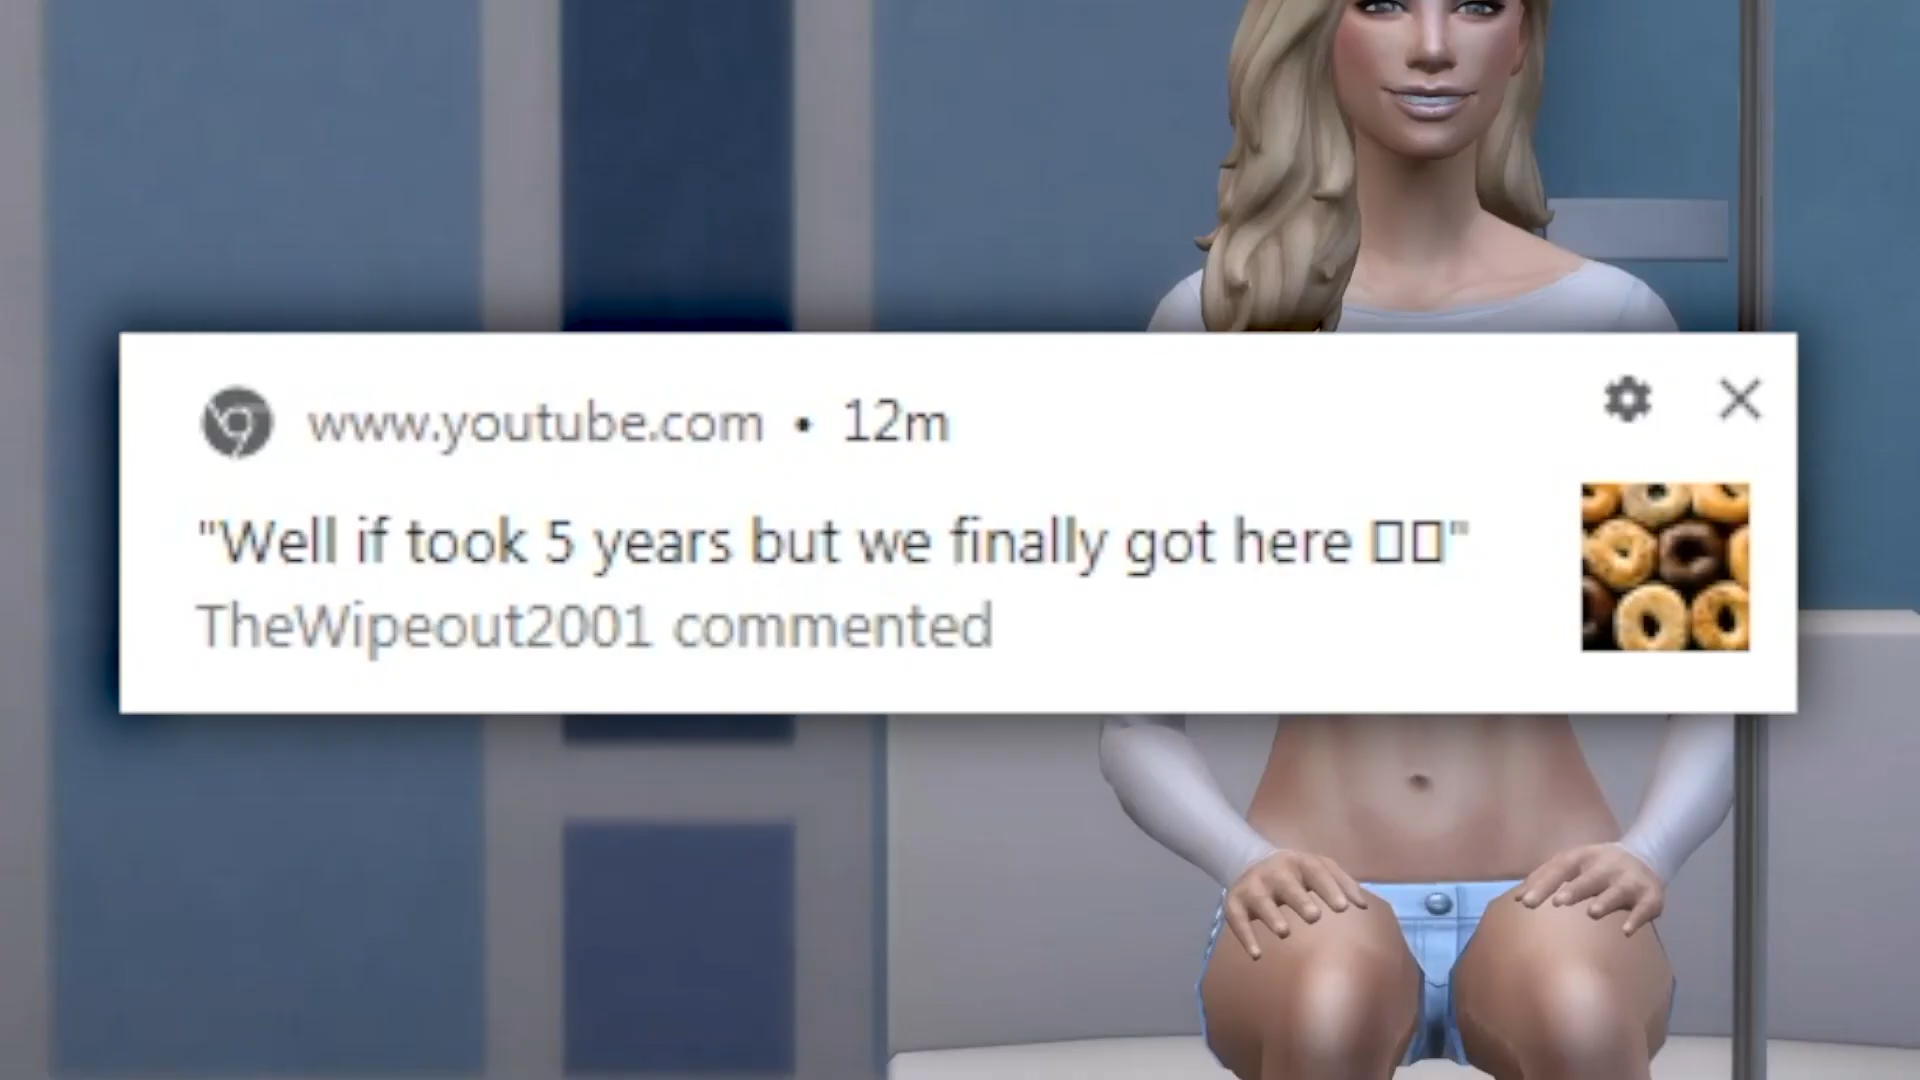 www.youtube.com • 12m
"Well if took 5 years but we finally got here □□"
TheWipeout2001 commented